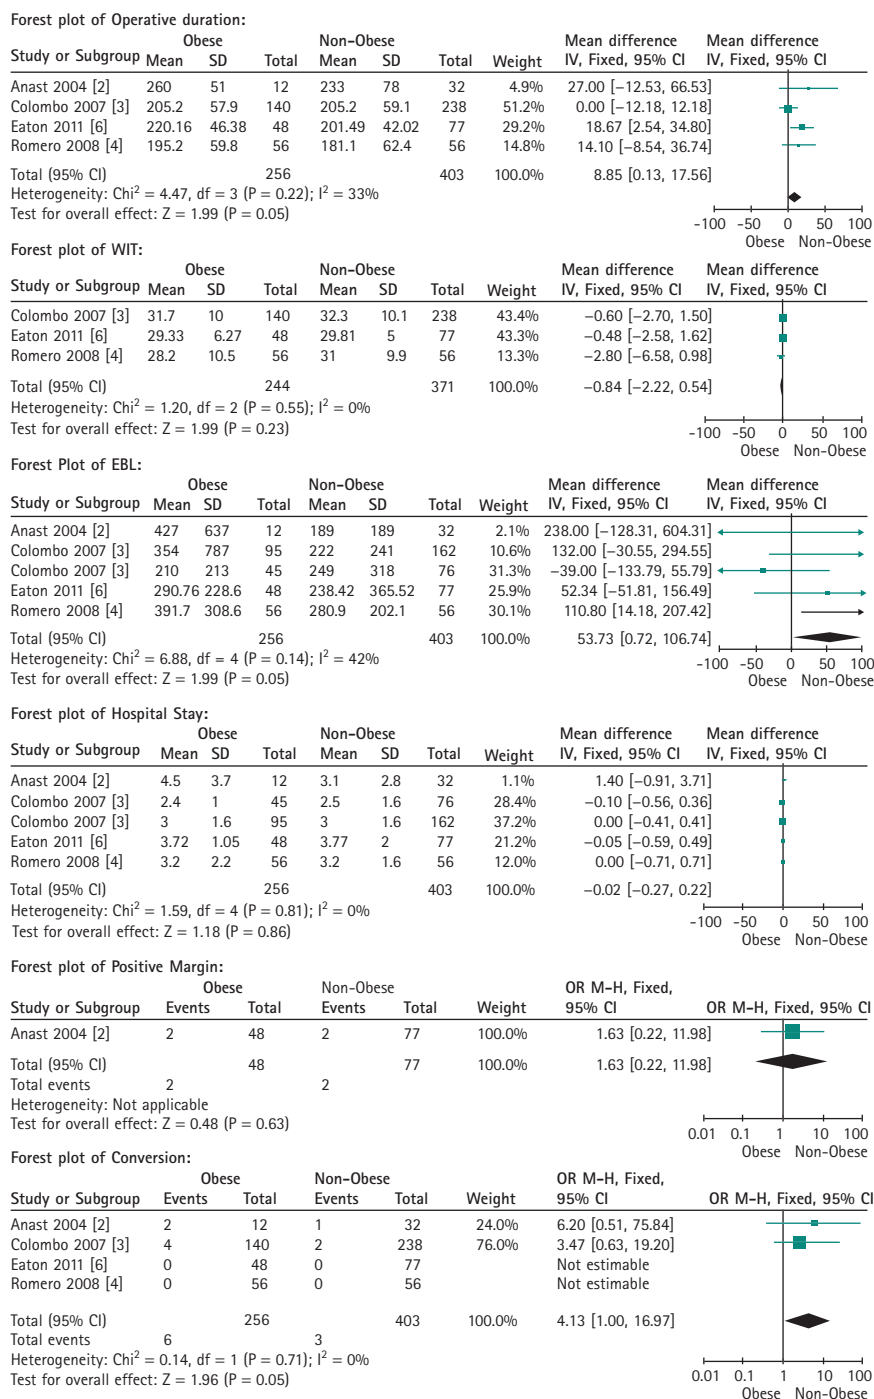 Forest plot of Operative duration:
Obese Non-Obese Mean difference Mean difference
Study or Subgroup Mean SD Total Mean SD Total Weight IV, Fixed, 95% CI IV, Fixed, 95% CI
Anast 2004 [2] 260 51 12 233 78 32 4.9% 27.00 [−12.53, 66.53]
Colombo 2007 [3] 205.2 57.9 140 205.2 59.1 238 51.2% 0.00 [−12.18, 12.18]
Eaton 2011 [6] 220.16 46.38 48 201.49 42.02 77 29.2% 18.67 [2.54, 34.80]
Romero 2008 [4] 195.2 59.8 56 181.1 62.4 56 14.8% 14.10 [−8.54, 36.74]
Total (95% CI) 256 403 100.0% 8.85 [0.13, 17.56]
Heterogeneity: Chi² = 4.47, df = 3 (P = 0.22); I² = 33%
Test for overall effect: Z = 1.99 (P = 0.05)
-100 -50 0 50 100
Obese Non-Obese
Forest plot of WIT:
Obese Non-Obese Mean difference Mean difference
Study or Subgroup Mean SD Total Mean SD Total Weight IV, Fixed, 95% CI IV, Fixed, 95% CI
Colombo 2007 [3] 31.7 10 140 32.3 10.1 238 43.4% −0.60 [−2.70, 1.50]
Eaton 2011 [6] 29.33 6.27 48 29.81 5 77 43.3% −0.48 [−2.58, 1.62]
Romero 2008 [4] 28.2 10.5 56 31 9.9 56 13.3% −2.80 [−6.58, 0.98]
Total (95% CI) 244 371 100.0% −0.84 [−2.22, 0.54]
Heterogeneity: Chi² = 1.20, df = 2 (P = 0.55); I² = 0%
Test for overall effect: Z = 1.99 (P = 0.23)
-100 -50 0 50 100
Obese Non-Obese
Forest Plot of EBL:
Obese Non-Obese Mean difference Mean difference
Study or Subgroup Mean SD Total Mean SD Total Weight IV, Fixed, 95% CI IV, Fixed, 95% CI
Anast 2004 [2] 427 637 12 189 189 32 2.1% 238.00 [−128.31, 604.31]
Colombo 2007 [3] 354 787 95 222 241 162 10.6% 132.00 [−30.55, 294.55]
Colombo 2007 [3] 210 213 45 249 318 76 31.3% −39.00 [−133.79, 55.79]
Eaton 2011 [6] 290.76 228.6 48 238.42 365.52 77 25.9% 52.34 [−51.81, 156.49]
Romero 2008 [4] 391.7 308.6 56 280.9 202.1 56 30.1% 110.80 [14.18, 207.42]
Total (95% CI) 256 403 100.0% 53.73 [0.72, 106.74]
Heterogeneity: Chi² = 6.88, df = 4 (P = 0.14); I² = 42%
Test for overall effect: Z = 1.99 (P = 0.05)
-100 -50 0 50 100
Obese Non-Obese
Forest plot of Hospital Stay:
Obese Non-Obese Mean difference Mean difference
Study or Subgroup Mean SD Total Mean SD Total Weight IV, Fixed, 95% CI IV, Fixed, 95% CI
Anast 2004 [2] 4.5 3.7 12 3.1 2.8 32 1.1% 1.40 [−0.91, 3.71]
Colombo 2007 [3] 2.4 1 45 2.5 1.6 76 28.4% −0.10 [−0.56, 0.36]
Colombo 2007 [3] 3 1.6 95 3 1.6 162 37.2% 0.00 [−0.41, 0.41]
Eaton 2011 [6] 3.72 1.05 48 3.77 2 77 21.2% −0.05 [−0.59, 0.49]
Romero 2008 [4] 3.2 2.2 56 3.2 1.6 56 12.0% 0.00 [−0.71, 0.71]
Total (95% CI) 256 403 100.0% −0.02 [−0.27, 0.22]
Heterogeneity: Chi² = 1.59, df = 4 (P = 0.81); I² = 0%
Test for overall effect: Z = 1.18 (P = 0.86)
-100 -50 0 50 100
Obese Non-Obese
Forest plot of Positive Margin:
Obese Non-Obese OR M-H, Fixed,
Study or Subgroup Events Total Events Total Weight 95% CI OR M-H, Fixed, 95% CI
Anast 2004 [2] 2 48 2 77 100.0% 1.63 [0.22, 11.98]
Total (95% CI) 48 77 100.0% 1.63 [0.22, 11.98]
Total events 2 2
Heterogeneity: Not applicable
Test for overall effect: Z = 0.48 (P = 0.63)
0.01 0.1 1 10 100
Obese Non-Obese
Forest plot of Conversion:
Obese Non-Obese OR M-H, Fixed,
Study or Subgroup Events Total Events Total Weight 95% CI OR M-H, Fixed, 95% CI
Anast 2004 [2] 2 12 1 32 24.0% 6.20 [0.51, 75.84]
Colombo 2007 [3] 4 140 2 238 76.0% 3.47 [0.63, 19.20]
Eaton 2011 [6] 0 48 0 77 Not estimable
Romero 2008 [4] 0 56 0 56 Not estimable
Total (95% CI) 256 403 100.0% 4.13 [1.00, 16.97]
Total events 6 3
Heterogeneity: Chi² = 0.14, df = 1 (P = 0.71); I² = 0%
Test for overall effect: Z = 1.96 (P = 0.05)
0.01 0.1 1 10 100
Obese Non-Obese